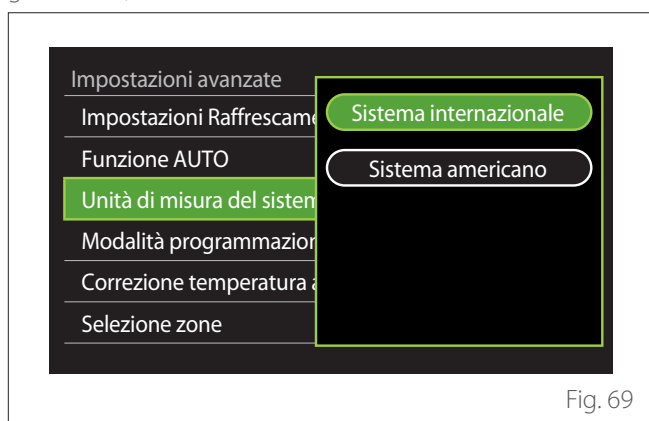 Impostazioni avanzate
Impostazioni Raffrescame
Funzione AUTO
Unità di misura del sistem
Modalità programmazion
Correzione temperatura a
Selezione zone
Sistema internazionale
Sistema americano
Fig. 69